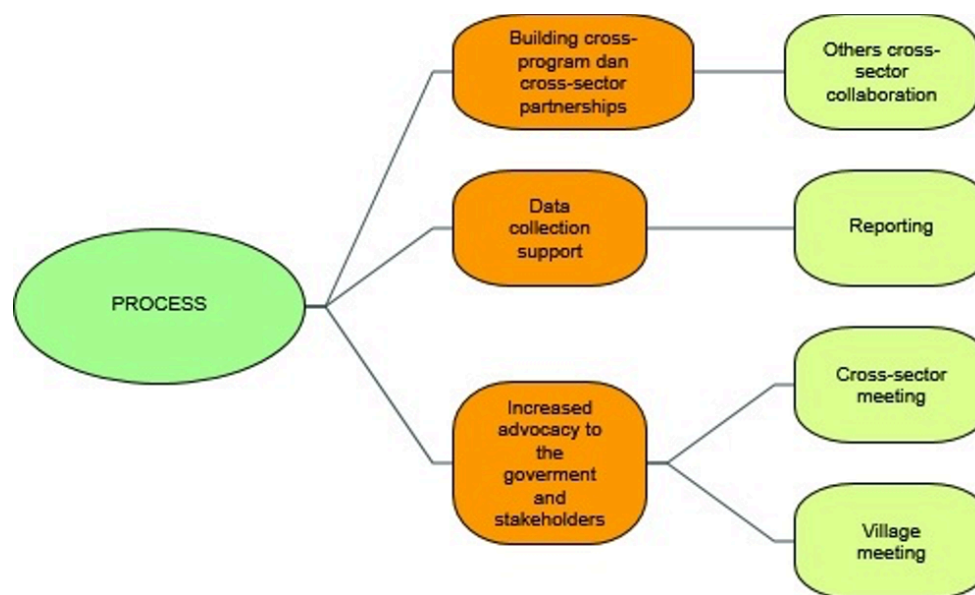 Building cross-
program dan
cross-sector
partnerships
Others cross-
sector
collaboration
Data
collection
support
Reporting
PROCESS
Increased
advocacy to
the
goverment
and
stakeholders
Cross-sector
meeting
Village
meeting